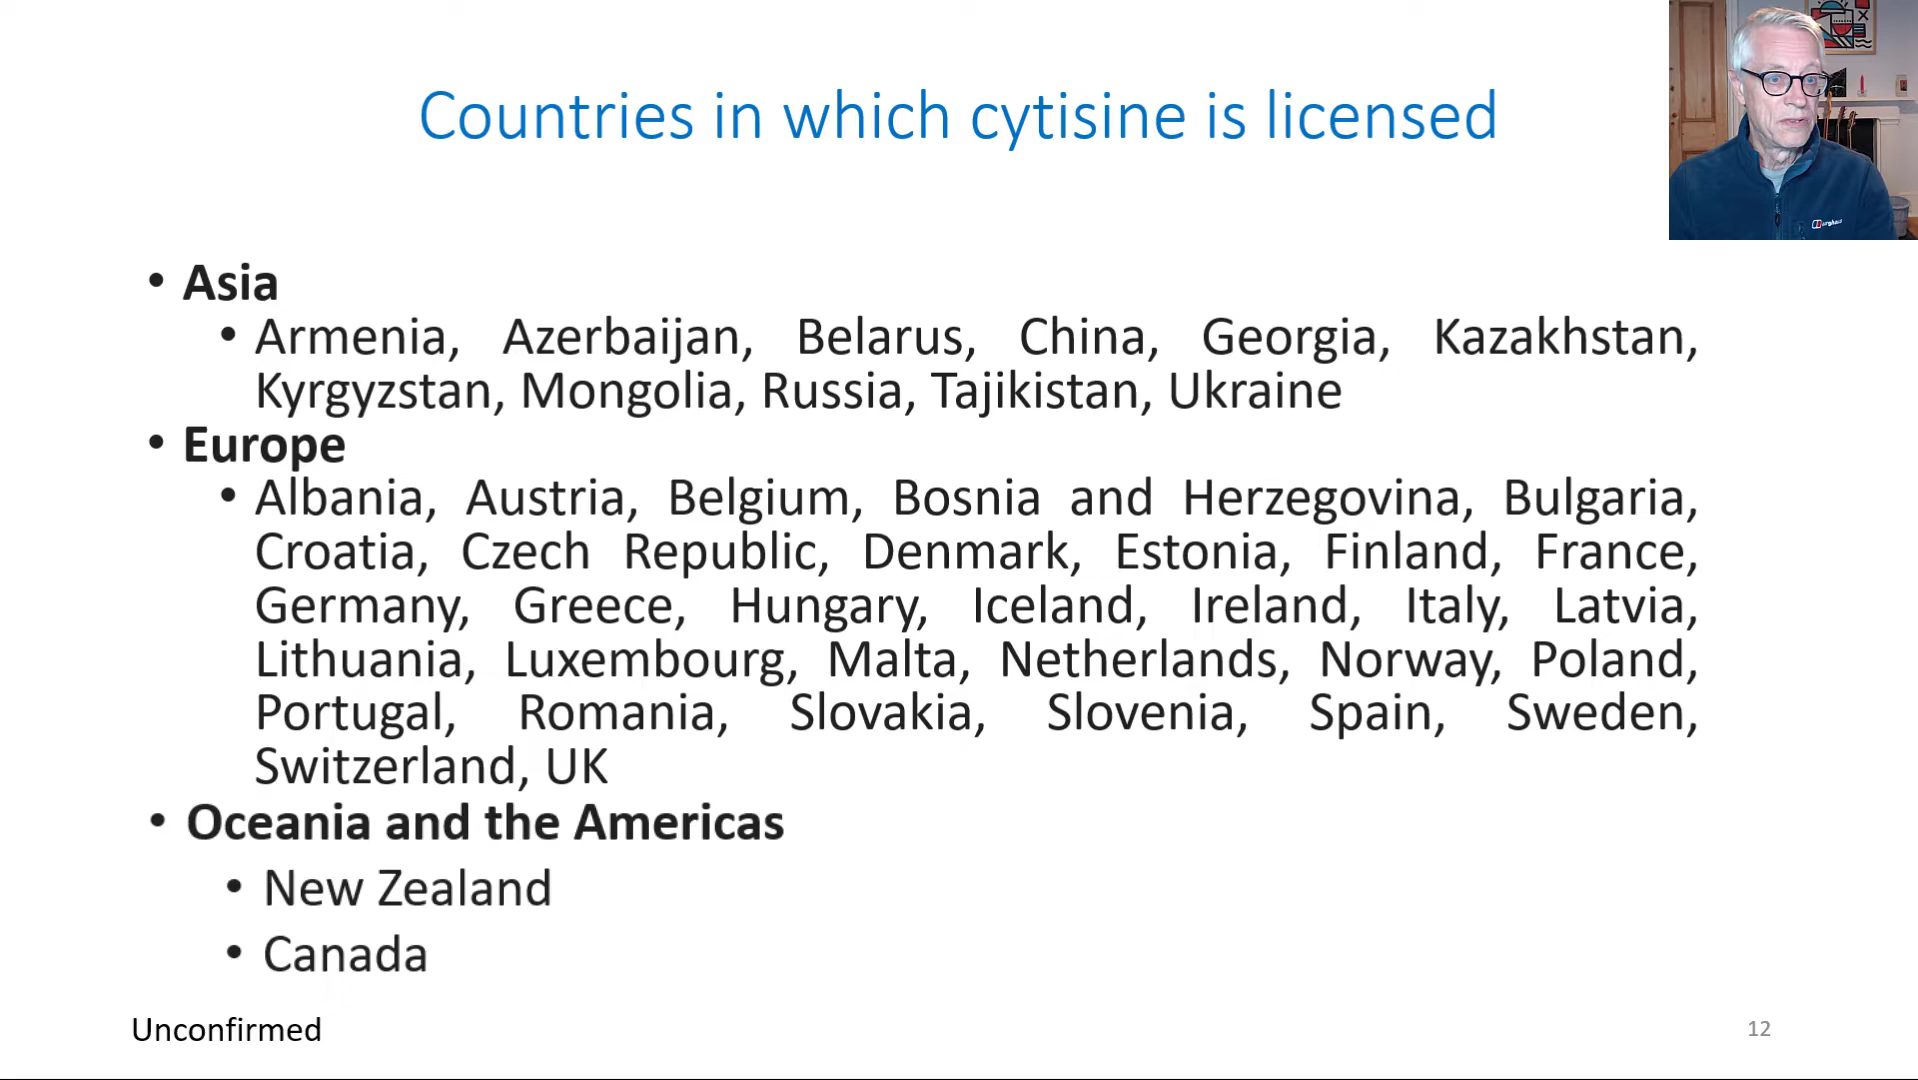 Countries in which cytisine is licensed
• Asia
• Armenia, Azerbaijan, Belarus, China, Georgia, Kazakhstan,
Kyrgyzstan, Mongolia, Russia, Tajikistan, Ukraine
• Europe
• Albania, Austria, Belgium, Bosnia and Herzegovina, Bulgaria,
Croatia, Czech Republic, Denmark, Estonia, Finland, France,
Germany, Greece, Hungary, Iceland, Ireland, Italy, Latvia,
Lithuania, Luxembourg, Malta, Netherlands, Norway, Poland,
Portugal, Romania, Slovakia, Slovenia, Spain, Sweden,
Switzerland, UK
• Oceania and the Americas
• New Zealand
• Canada
Unconfirmed
12